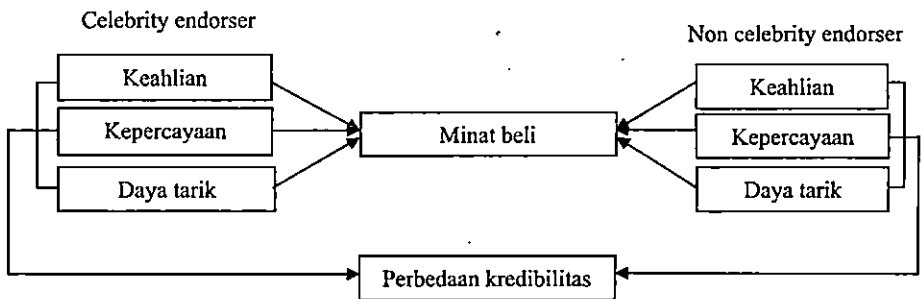 Celebrity endorser
Non celebrity endorser
Keahlian
Keahlian
Kepercayaan
Minat beli
Kepercayaan
Daya tarik
Daya tarik
Perbedaan kredibilitas